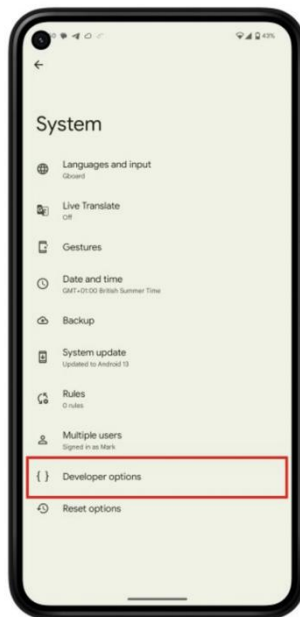 43%
System
Languages and input
Gboard
Live Translate
Off
Gestures
Date and time
GMT+01:00 British Summer Time
Backup
System update
Updated to Android 13
Rules
0 rules
Multiple users
Signed in as Mark
{ } Developer options
Reset options